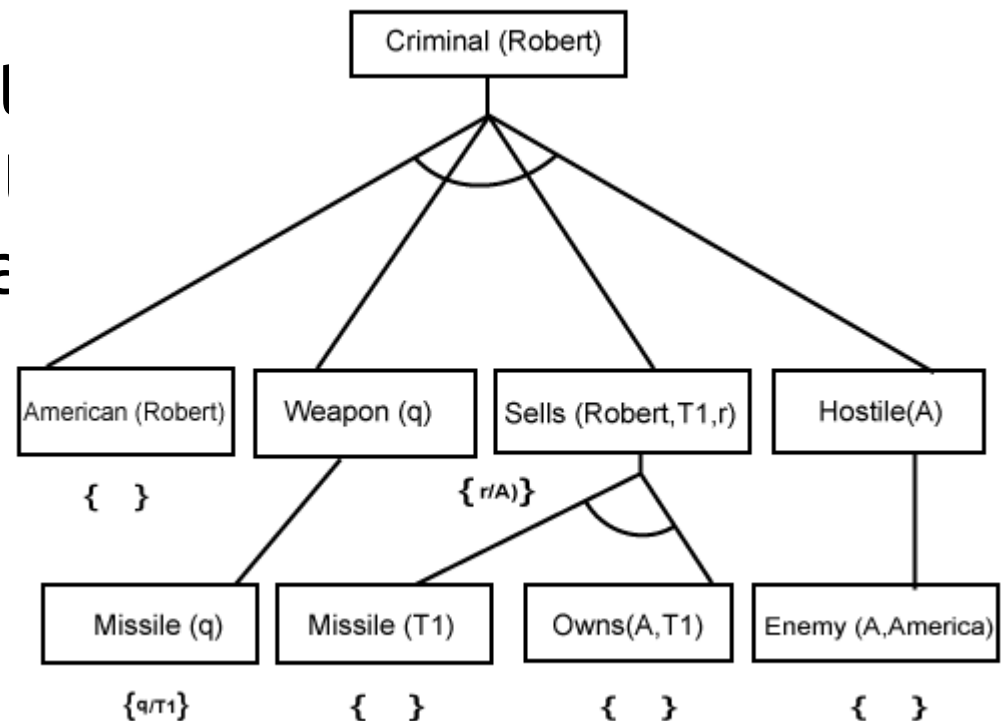 Criminal (Robert)
American (Robert)
Weapon (q)
Sells (Robert,T1,r)
Hostile(A)
{ }
{ r/A)}
Missile (q)
Missile (T1)
Owns(A,T1)
Enemy (A,America)
{q/T1}
{ }
{ }
{ }